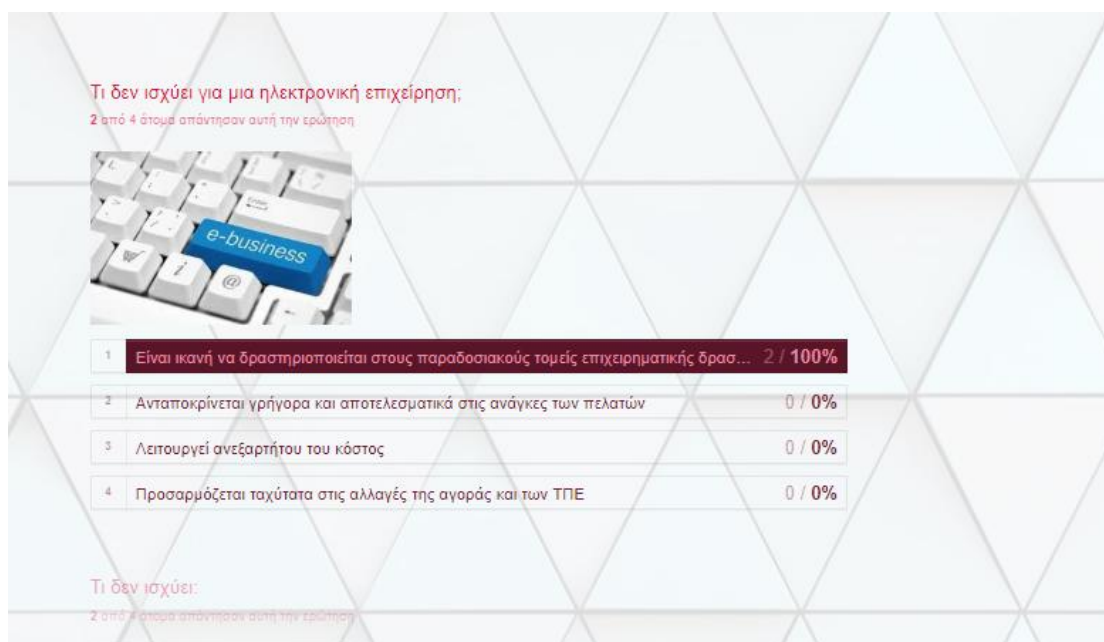 Τι δεν ισχύει για μια ηλεκτρονική επιχείρηση;
2 από 4 άτομα απάντησαν αυτή την ερώτηση
Enter
e-business
i
@
1 Είναι ικανή να δραστηριοποιείται στους παραδοσιακούς τομείς επιχειρηματικής δρασ... 2 / 100%
2 Ανταποκρίνεται γρήγορα και αποτελεσματικά στις ανάγκες των πελατών 0 / 0%
3 Λειτουργεί ανεξαρτήτου του κόστος 0 / 0%
4 Προσαρμόζεται ταχύτατα στις αλλαγές της αγοράς και των ΤΠΕ 0 / 0%
Τι δεν ισχύει:
2 από 4 άτομα απάντησαν αυτή την ερώτηση